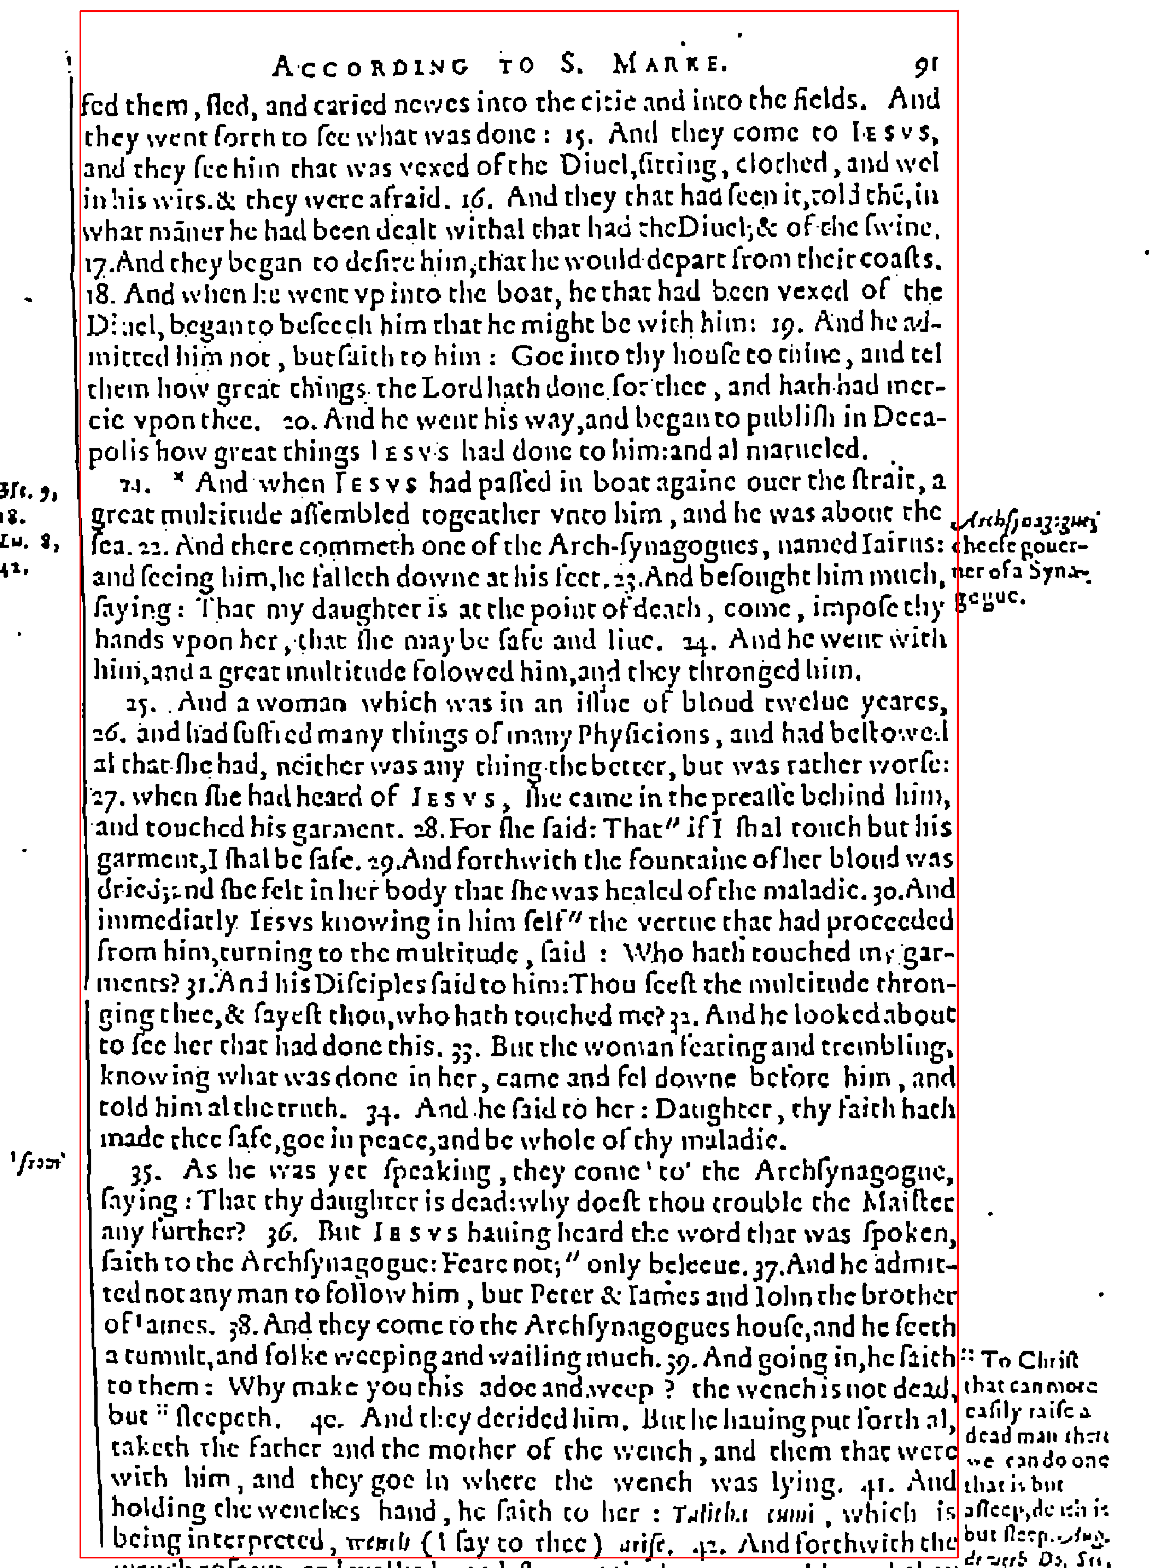 ACCORDING TO S. MARKE. 91
sed them, fled, and caried newes into the citie and into the fields. And
they went forth to ſee what was done: 15. And they come to IESVS,
and they ſee him that was vexed of the Diuel, ſitting, clothed, and wel
in his wits. & they were afraid. 16. And they that had ſeen it, told thē, in
what māner he had been dealt withal that had the Diuel; & of the ſwine.
17. And they began to deſire him, that he would depart from their coaſts.
18. And when he went vp into the boat, he that had been vexed of the
Diuel, began to beſeech him that he might be with him: 19. And he ad-
mitted him not, but ſaith to him: Goe into thy houſe to thine, and tel
them how great things the Lord hath done for thee, and hath had mer-
cie vpon thee. 20. And he went his way, and began to publiſh in Deca-
polis how great things IESVS had done to him: and al marueled.
21. * And when IESVS had paſſed in boat againe ouer the ſtrait, a
great multitude aſſembled togeather vnto him, and he was about the
ſea. 22. And there commeth one of the Arch-ſynagogues, named Iairus:
and ſeeing him, he falleth downe at his feet. 23. And beſought him much,
ſaying: That my daughter is at the point of death, come, impoſe thy
hands vpon her, that ſhe may be ſafe and liue. 24. And he went with
him, and a great multitude folowed him, and they thronged him.
25. And a woman which was in an iſſue of bloud twelue yeares,
26. and had ſuffred many things of many Phyſicions, and had beſtowed
al that ſhe had, neither was any thing the better, but was rather worſe:
27. when ſhe had heard of IESVS, ſhe came in the preaſſe behind him,
and touched his garment. 28. For ſhe ſaid: That " if I ſhal touch but his
garment, I ſhal be ſafe. 29. And forthwith the fountaine of her bloud was
dried; and ſhe felt in her body that ſhe was healed of the maladie. 30. And
immediatly IESVS knowing in him ſelf " the vertue that had proceeded
from him, turning to the multitude, ſaid: Who hath touched my gar-
ments? 31. And his Diſciples ſaid to him: Thou ſeeſt the multitude thron-
ging thee, & ſayeſt thou, who hath touched me? 32. And he looked about
to ſee her that had done this. 33. But the woman fearing and trembling,
knowing what was done in her, came and fel downe before him, and
told him al the truth. 34. And he ſaid to her: Daughter, thy faith hath
made thee ſafe, goe in peace, and be whole of thy maladie.
35. As he was yet ſpeaking, they come 'to' the Archſynagogue,
ſaying: That thy daughter is dead: why doeſt thou trouble the Maiſter
any further? 36. But IESVS hauing heard the word that was ſpoken,
ſaith to the Archſynagogue: Feare not; " only beleeue. 37. And he admit-
ted not any man to follow him, but Peter & Iames and Iohn the brother
of Iames. 38. And they come to the Archſynagogues houſe, and he ſeeth
a tumult, and folke weeping and wailing much. 39. And going in, he ſaith
to them: Why make you this adoe and weep? the wench is not dead,
but :: ſleepeth. 40. And they derided him. But he hauing put forth al,
taketh the father and the mother of the wench, and them that were
with him, and they goe in where the wench was lying. 41. And
holding the wenches hand, he ſaith to her: Talitha cumi, which is
being interpreted, wench (I ſay to thee) ariſe. 42. And forthwith the
9,
18.
Lu. 8,
42.
'from'
Archſynagogue,
cheefe gouer-
ner of a Syna-
gogue.
:: To Chriſt
that can more
eaſily raiſe a
dead man then
we can do one
that is but
aſleep, death is
but ſleep. Aug.
de verb. Do. Ser.